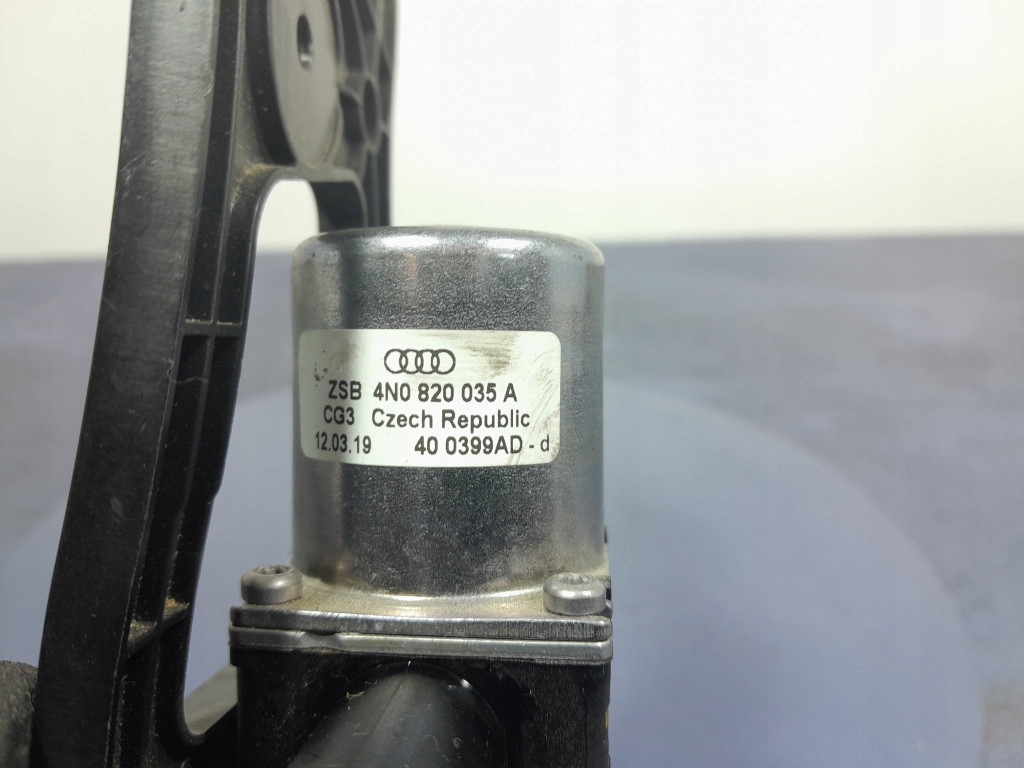 ZSB 4N0 820 035 A
CG3 Czech Republic
12.03.19 40 0399AD - d